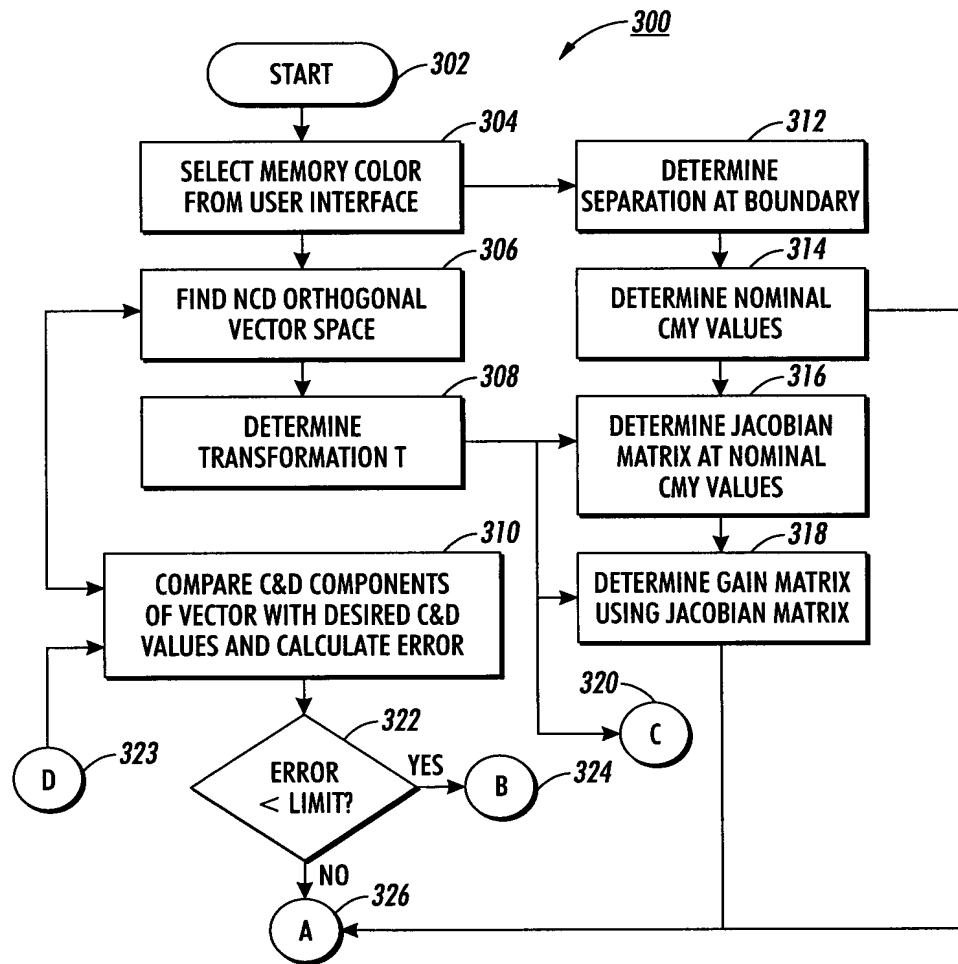 300
START
302
304
SELECT MEMORY COLOR
FROM USER INTERFACE
312
DETERMINE
SEPARATION AT BOUNDARY
306
FIND NCD ORTHOGONAL
VECTOR SPACE
314
DETERMINE NOMINAL
CMY VALUES
308
DETERMINE
TRANSFORMATION T
316
DETERMINE JACOBIAN
MATRIX AT NOMINAL
CMY VALUES
310
COMPARE C&D COMPONENTS
OF VECTOR WITH DESIRED C&D
VALUES AND CALCULATE ERROR
318
DETERMINE GAIN MATRIX
USING JACOBIAN MATRIX
320
C
322
ERROR
< LIMIT?
YES
B
324
D
323
NO
A
326